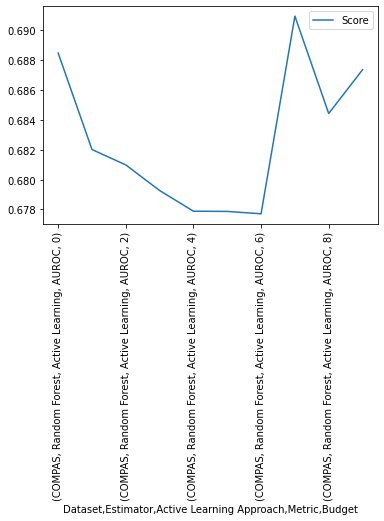 Score
0.690
0.688
0.686
0.684
0.682
0.680
0.678
(COMPAS, Random Forest, Active Learning, AUROC, 0)
(COMPAS, Random Forest, Active Learning, AUROC, 2)
(COMPAS, Random Forest, Active Learning, AUROC, 4)
(COMPAS, Random Forest, Active Learning, AUROC, 6)
(COMPAS, Random Forest, Active Learning, AUROC, 8)
Dataset,Estimator,Active Learning Approach,Metric,Budget